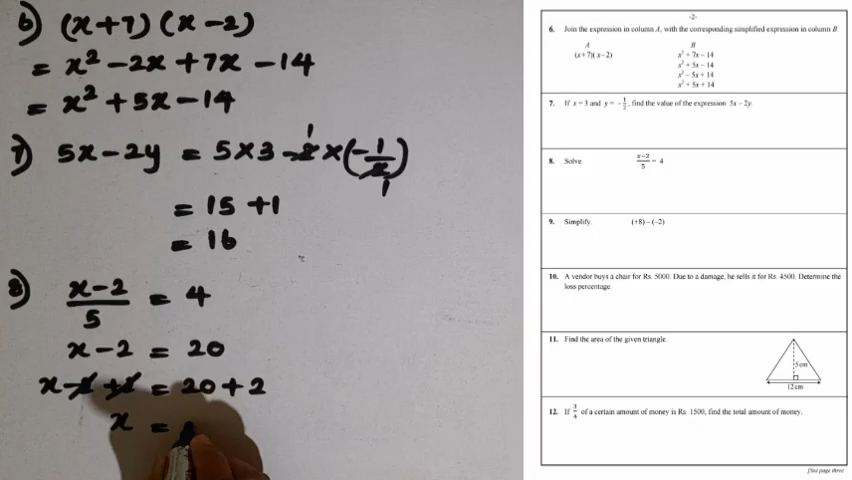 6) (x+7) (x-2)
= x² -2x +7x -14
= x² +5x -14
7) 5x-2y = 5×3 -2×(-1/2)
1
1
= 15 +1
= 16
8) x-2/5 = 4
x-2 = 20
x-2+2 = 20+2
x =
-2-
6. Join the expression in column A, with the corresponding simplified expression in column B.
A B
(x+7)(x−2) x² + 7x − 14
x² + 5x − 14
x² − 5x + 14
x² + 5x + 14
7. If x = 3 and y = −1/2, find the value of the expression 5x − 2y.
8. Solve. x−2/5 = 4
9. Simplify. (+8) − (−2)
10. A vendor buys a chair for Rs. 5000. Due to a damage, he sells it for Rs. 4500. Determine the
loss percentage.
11. Find the area of the given triangle.
5 cm
12 cm
12. If 3/4 of a certain amount of money is Rs. 1500, find the total amount of money.
[See page three